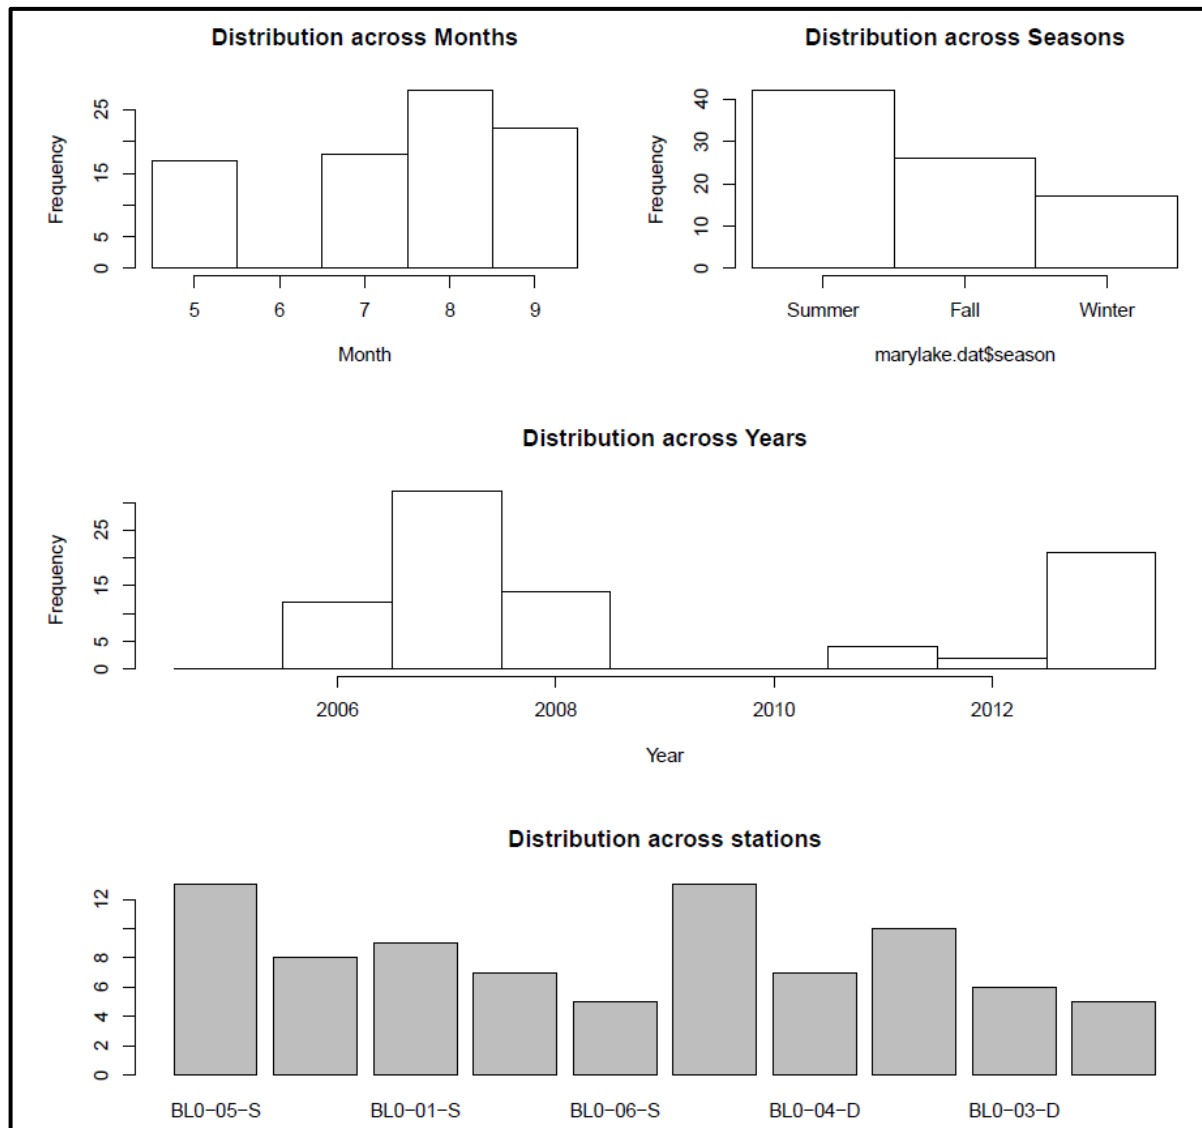 Distribution across Months
Distribution across Seasons
Frequency
25
15
5
0
5 6 7 8 9
Month
Frequency
40
30
20
10
0
Summer Fall Winter
marylake.dat$season
Distribution across Years
Frequency
25
15
5
0
2006 2008 2010 2012
Year
Distribution across stations
12
8
6
4
2
0
BL0-05-S BL0-01-S BL0-06-S BL0-04-D BL0-03-D